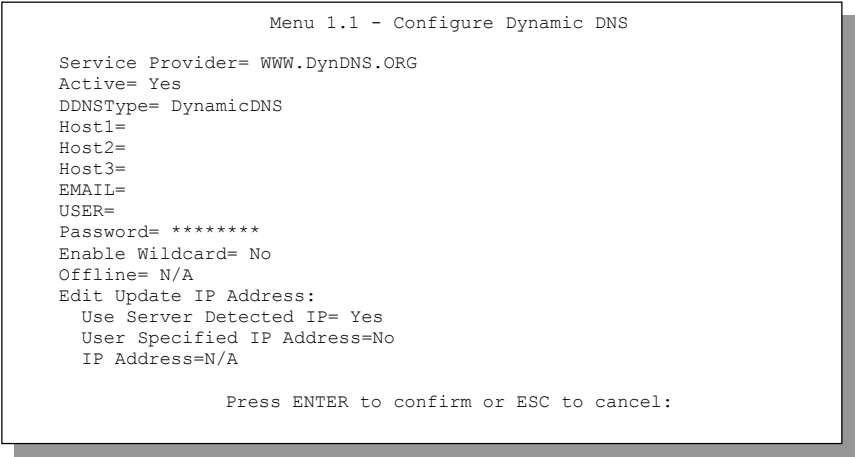 Menu 1.1 - Configure Dynamic DNS
Service Provider= WWW.DynDNS.ORG
Active= Yes
DDNSType= DynamicDNS
Host1=
Host2=
Host3=
EMAIL=
USER=
Password= ********
Enable Wildcard= No
Offline= N/A
Edit Update IP Address:
Use Server Detected IP= Yes
User Specified IP Address=No
IP Address=N/A
Press ENTER to confirm or ESC to cancel: